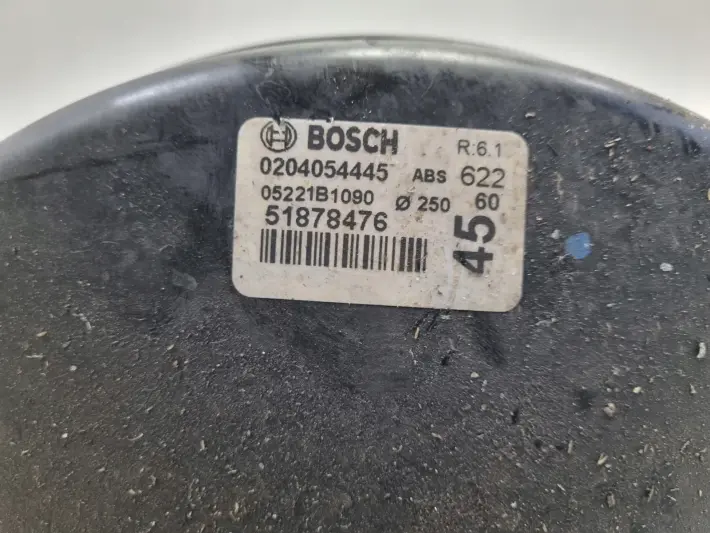 BOSCH R:6.1
0204054445 ABS 622
05221B1090 Ø 250 60
51878476
45